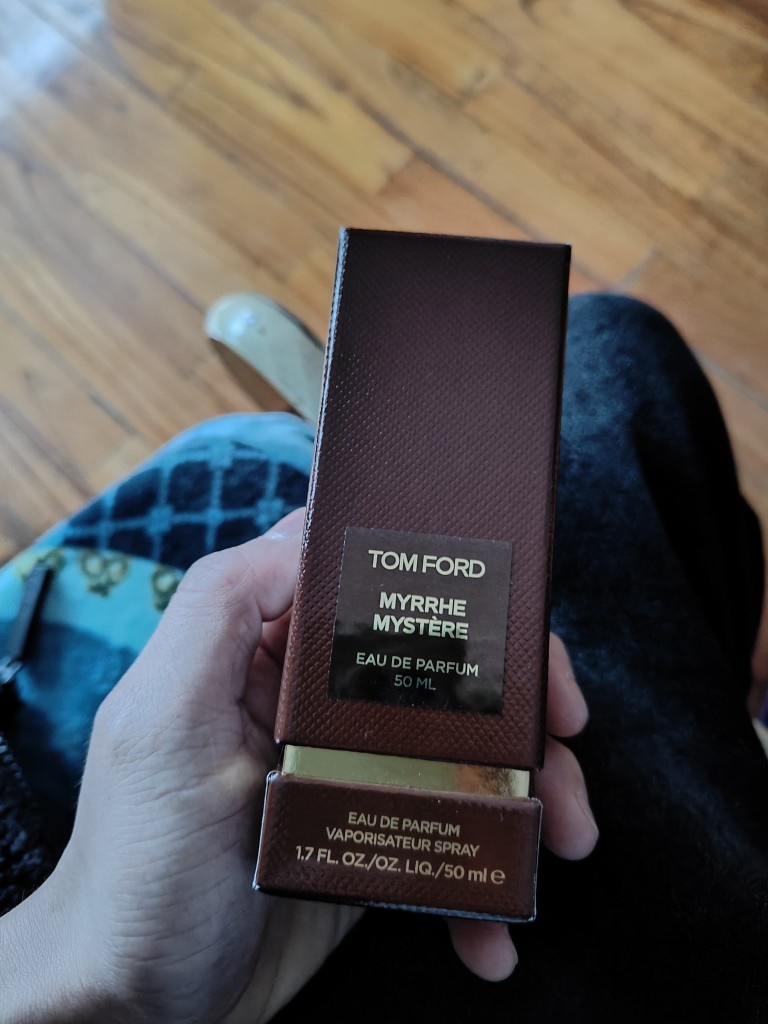 TOM FORD
MYRRHE
MYSTÈRE
EAU DE PARFUM
50 ML
EAU DE PARFUM
VAPORISATEUR SPRAY
1.7 FL. OZ./OZ. LIQ./50 ml ℮